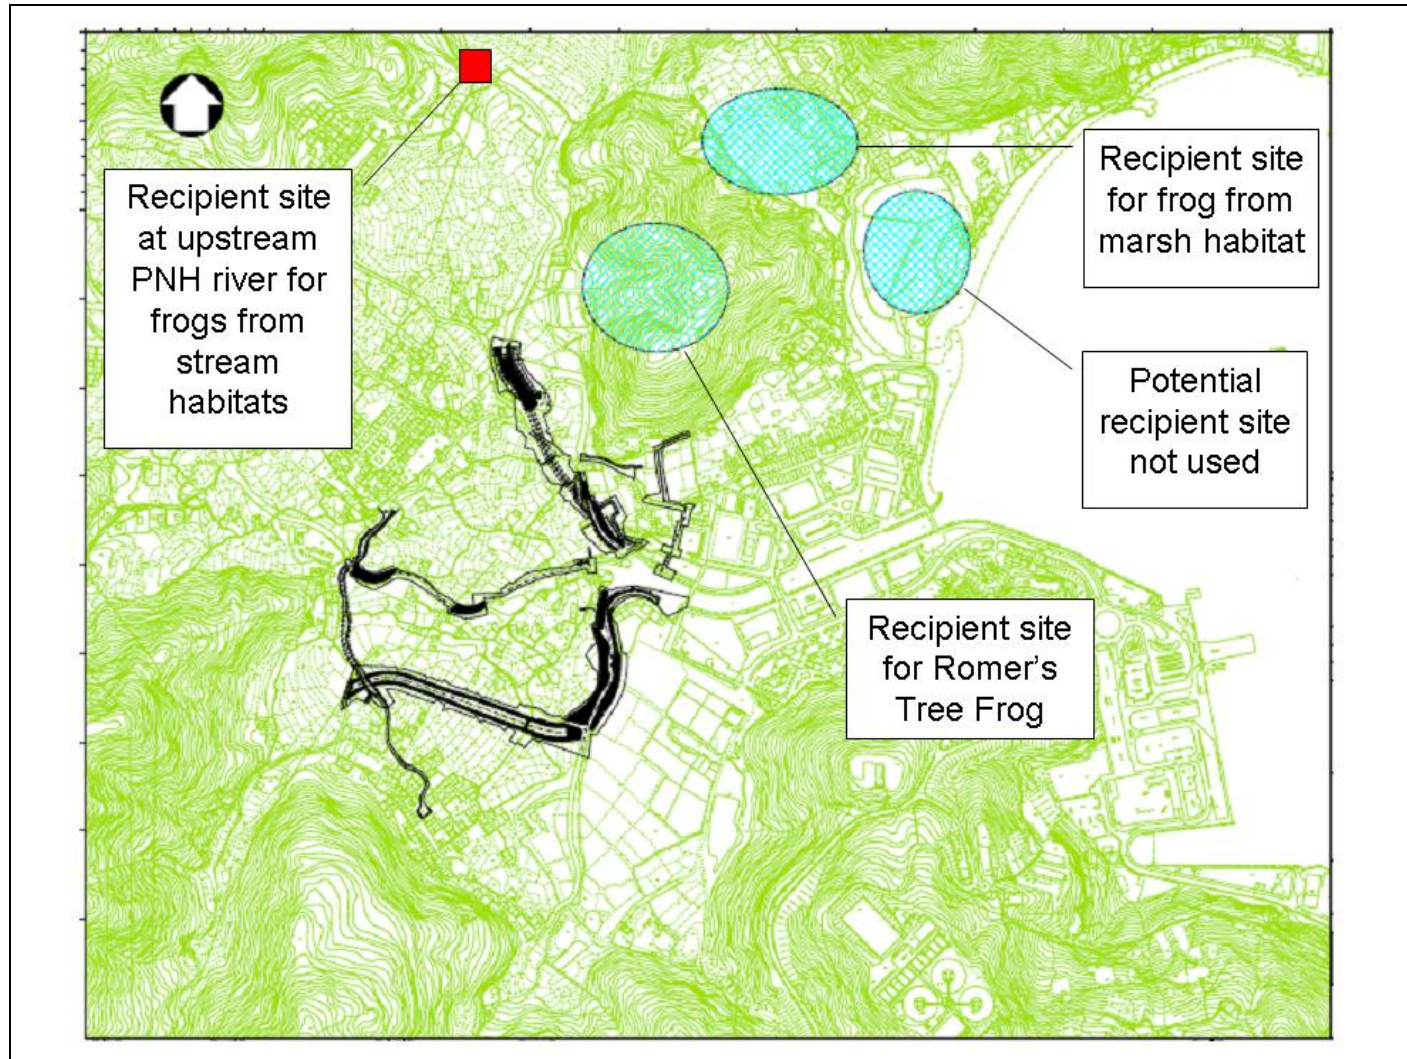 Recipient site
at upstream
PNH river for
frogs from
stream
habitats
Recipient site
for frog from
marsh habitat
Potential
recipient site
not used
Recipient site
for Romer's
Tree Frog